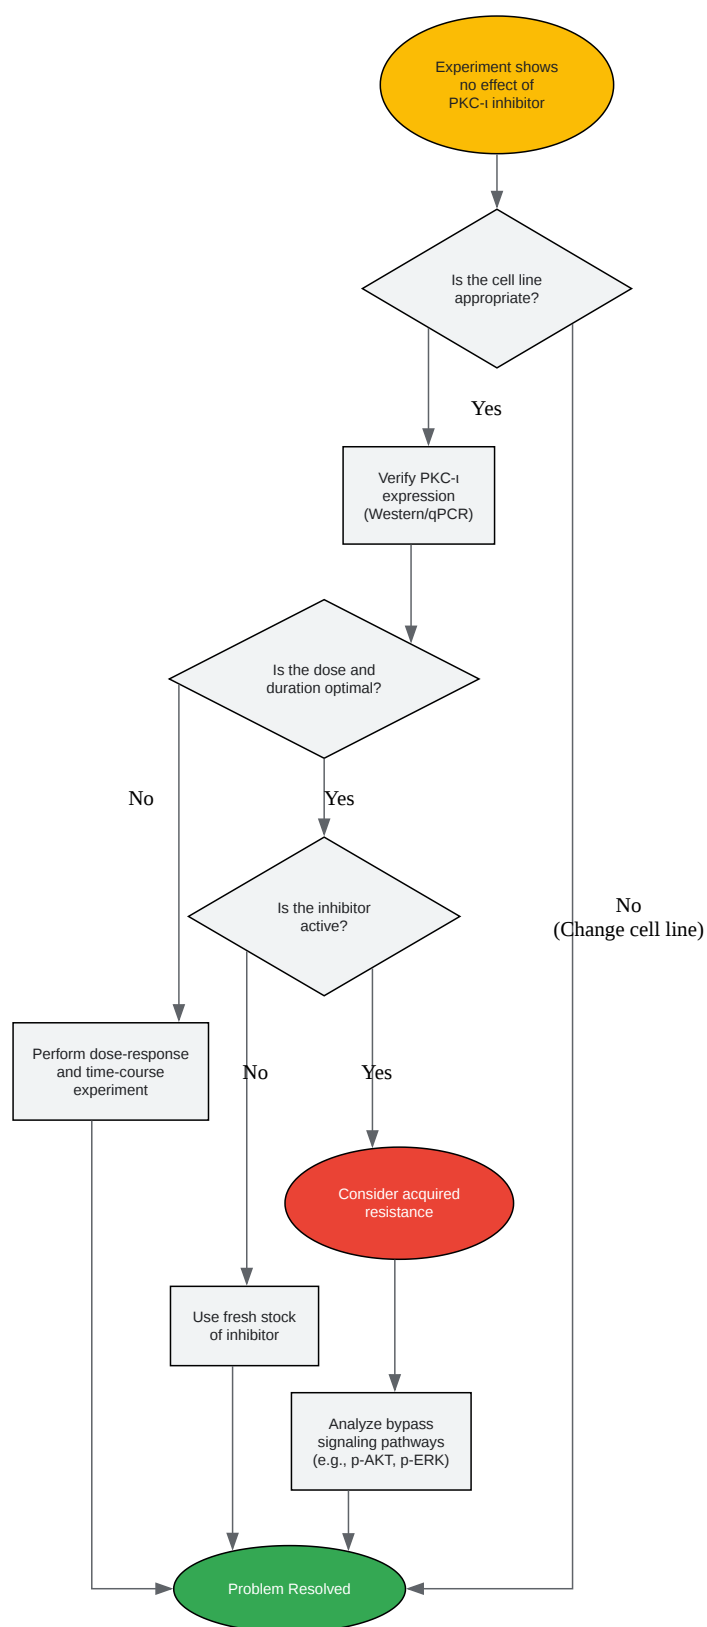 Experiment shows
no effect of
PKC-ι inhibitor
Is the cell line
appropriate?
Yes
Verify PKC-ι
expression
(Western/qPCR)
Is the dose and
duration optimal?
No
Yes
Is the inhibitor
active?
No
(Change cell line)
Perform dose-response
and time-course
experiment
No
Yes
Consider acquired
resistance
Use fresh stock
of inhibitor
Analyze bypass
signaling pathways
(e.g., p-AKT, p-ERK)
Problem Resolved